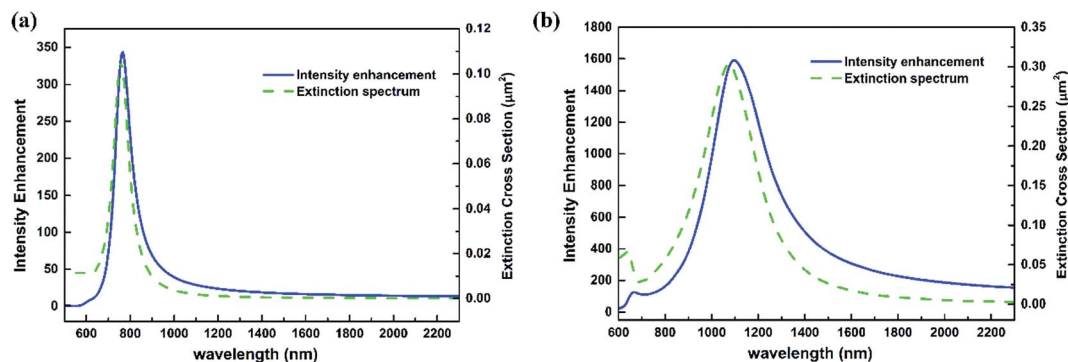 (a)
Intensity Enhancement
350
300
250
200
150
100
50
0
Intensity enhancement
Extinction spectrum
0.12
0.10
0.08
0.06
0.04
0.02
0.00
Extinction Cross Section (μm²)
600 800 1000 1200 1400 1600 1800 2000 2200
wavelength (nm)
(b)
Intensity Enhancement
1800
1600
1400
1200
1000
800
600
400
200
0
Intensity enhancement
Extinction spectrum
0.35
0.30
0.25
0.20
0.15
0.10
0.05
0.00
Extinction Cross Section (μm²)
600 800 1000 1200 1400 1600 1800 2000 2200
wavelength (nm)